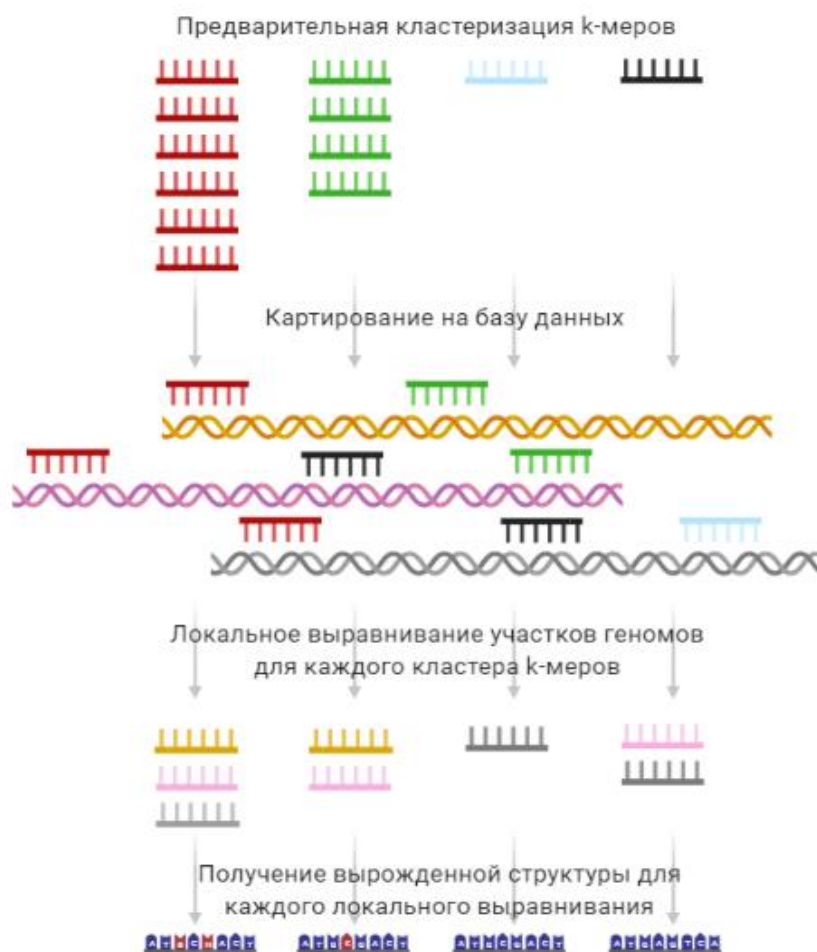 Предварительная кластеризация k-меров
Картирование на базу данных
Локальное выравнивание участков геномов
для каждого кластера k-меров
Получение вырожденной структуры для
каждого локального выравнивания